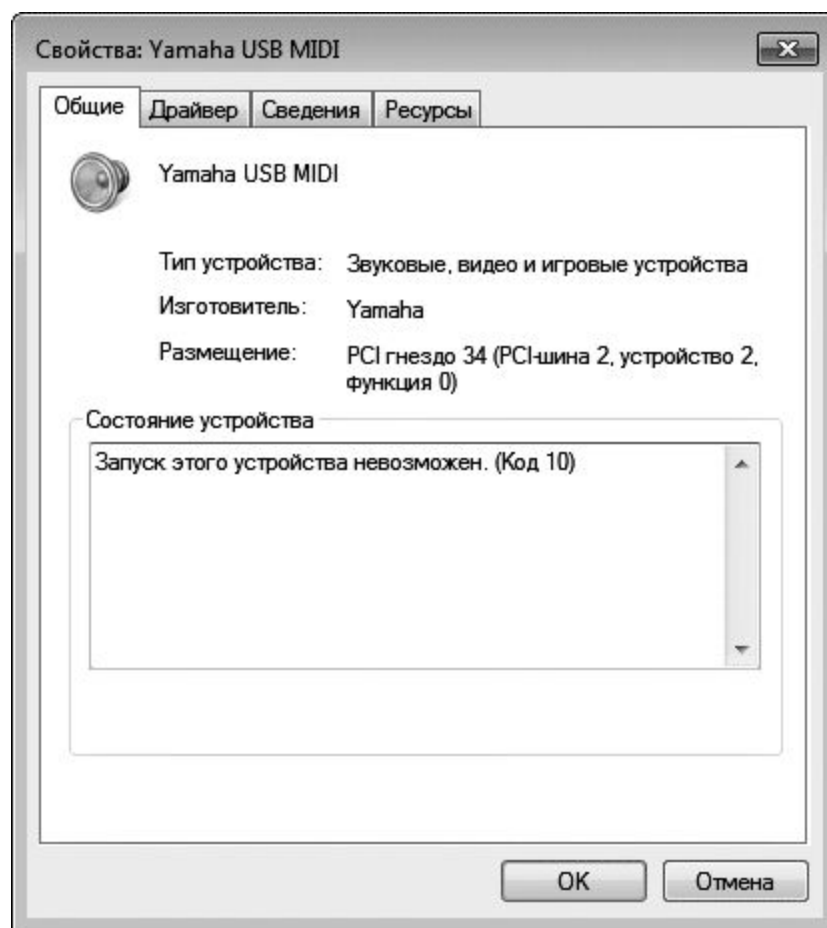 Свойства: Yamaha USB MIDI
Общие
Драйвер
Сведения
Ресурсы
Yamaha USB MIDI
Тип устройства: Звуковые, видео и игровые устройства
Изготовитель: Yamaha
Размещение: PCI гнездо 34 (PCI-шина 2, устройство 2,
функция 0)
Состояние устройства
Запуск этого устройства невозможен. (Код 10)
OK
Отмена